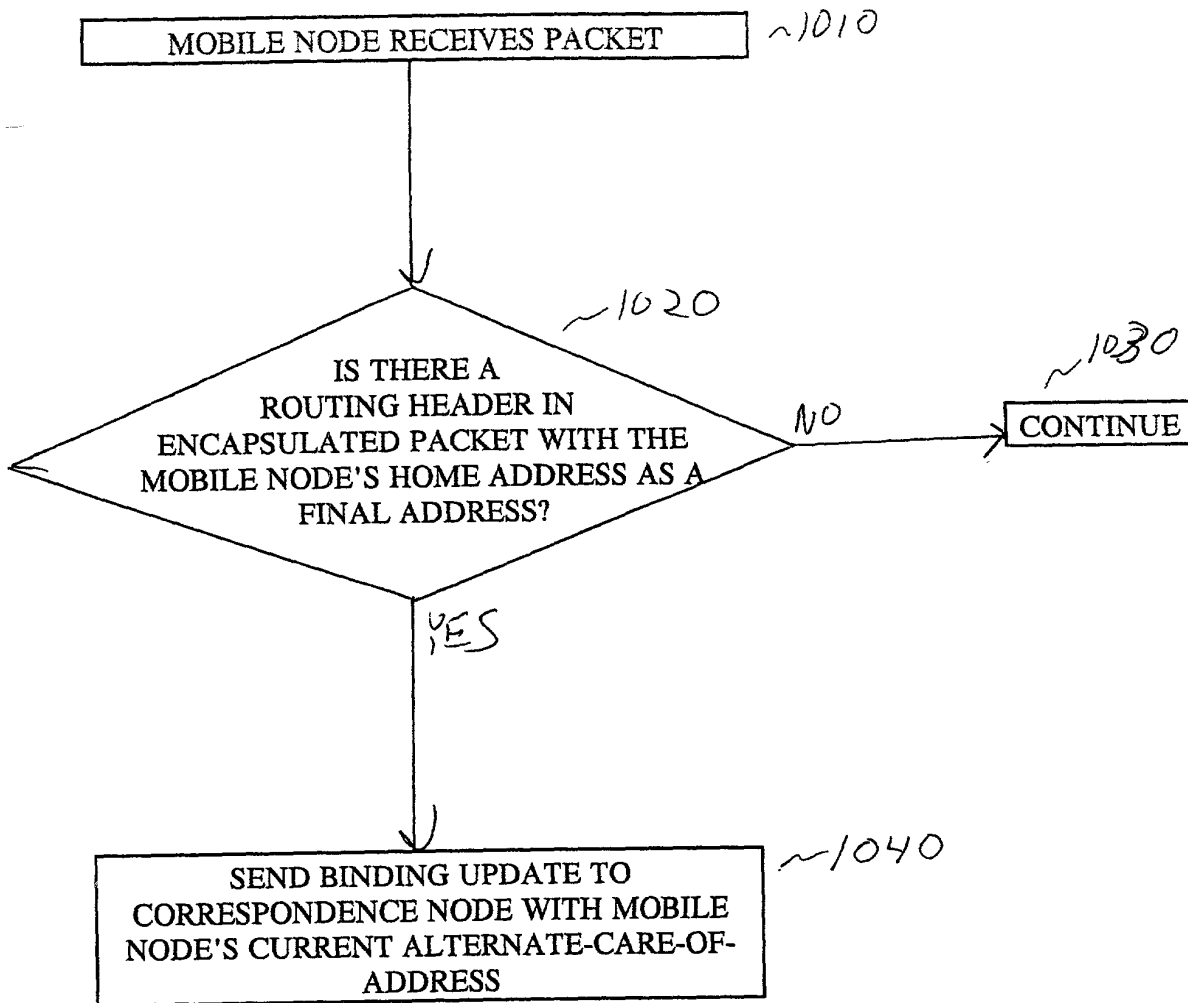 MOBILE NODE RECEIVES PACKET
~1010
~1020
IS THERE A
ROUTING HEADER IN
ENCAPSULATED PACKET WITH THE
MOBILE NODE'S HOME ADDRESS AS A
FINAL ADDRESS?
NO
~1030
CONTINUE
YES
SEND BINDING UPDATE TO
CORRESPONDENCE NODE WITH MOBILE
NODE'S CURRENT ALTERNATE-CARE-OF-
ADDRESS
~1040